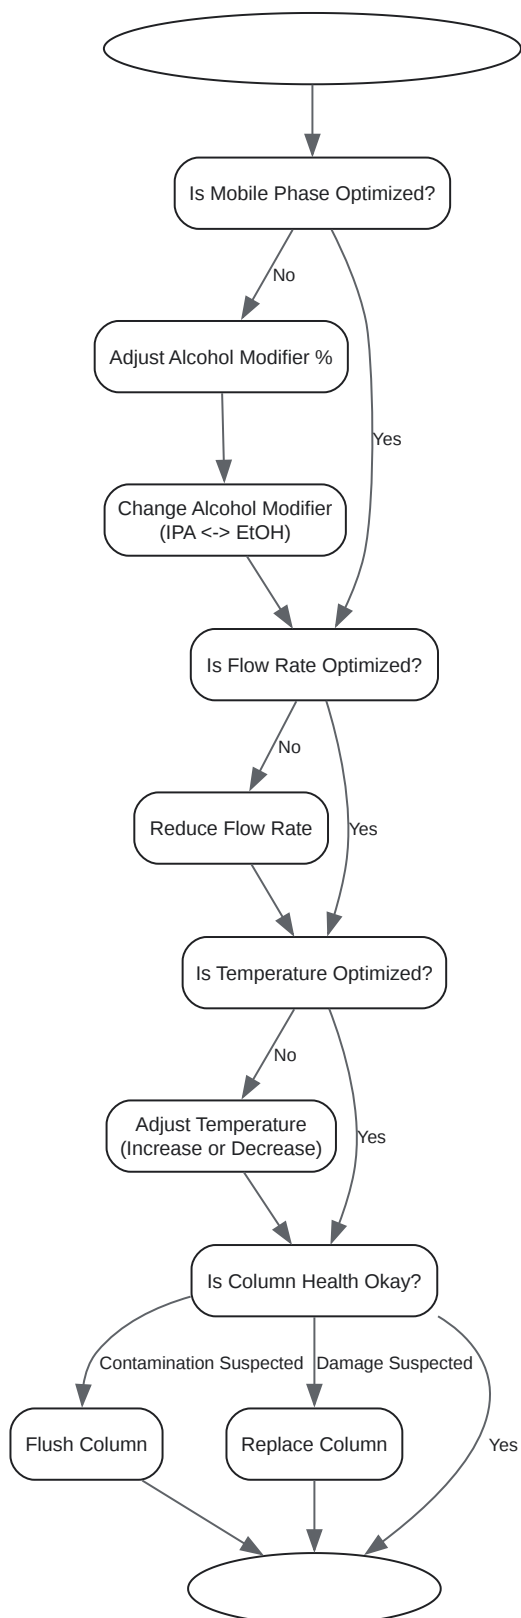 Is Mobile Phase Optimized?
No
Adjust Alcohol Modifier %
Yes
Change Alcohol Modifier
(IPA <-> EtOH)
Is Flow Rate Optimized?
No
Reduce Flow Rate
Yes
Is Temperature Optimized?
No
Adjust Temperature
(Increase or Decrease)
Yes
Is Column Health Okay?
Contamination Suspected
Damage Suspected
Flush Column
Replace Column
Yes